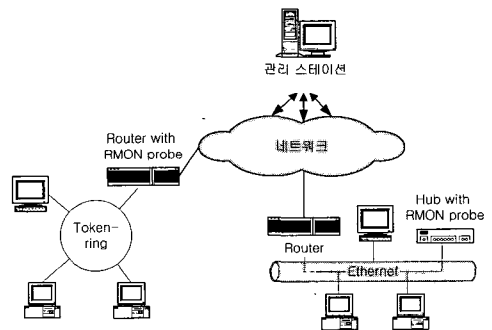 관리 스테이션
Router with
RMON probe
네트워크
Hub with
RMON probe
Token-
ring
Router
Ethernet